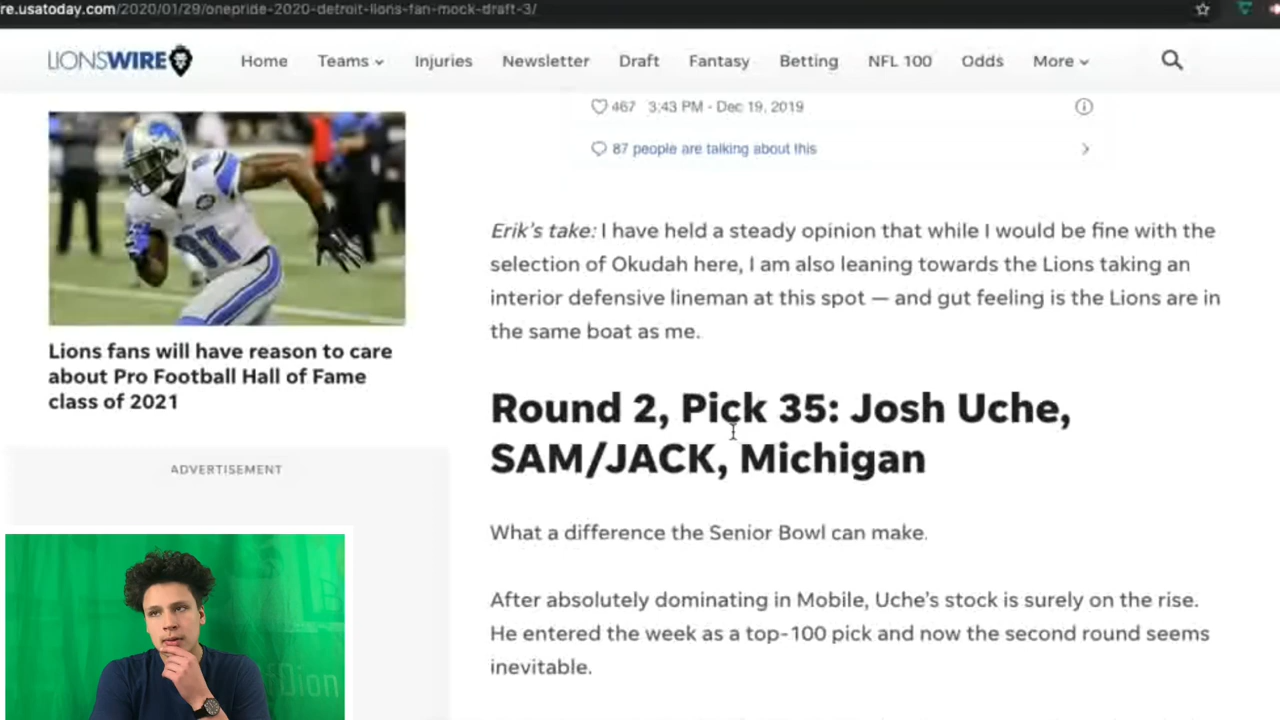 re.usatoday.com/2020/01/29/onepride-2020-detroit-lions-fan-mock-draft-3/
LIONSWIRE
Home Teams Injuries Newsletter Draft Fantasy Betting NFL 100 Odds More
467 3:43 PM - Dec 19, 2019
87 people are talking about this
81
Lions fans will have reason to care
about Pro Football Hall of Fame
class of 2021
ADVERTISEMENT
Erik's take: I have held a steady opinion that while I would be fine with the
selection of Okudah here, I am also leaning towards the Lions taking an
interior defensive lineman at this spot — and gut feeling is the Lions are in
the same boat as me.
Round 2, Pick 35: Josh Uche,
SAM/JACK, Michigan
What a difference the Senior Bowl can make.
After absolutely dominating in Mobile, Uche's stock is surely on the rise.
He entered the week as a top-100 pick and now the second round seems
inevitable.